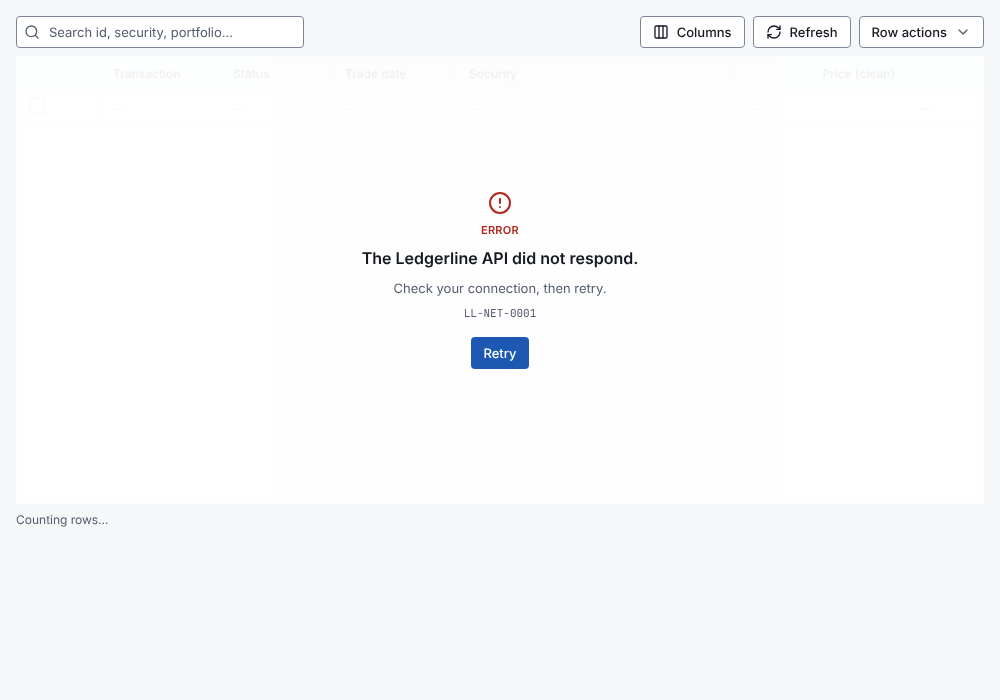 Search id, security, portfolio...
Columns
Refresh
Row actions
Transaction Status Trade date Security Price (clean)
... ... ... ... ... ...
ERROR
The Ledgerline API did not respond.
Check your connection, then retry.
LL-NET-0001
Retry
Counting rows...